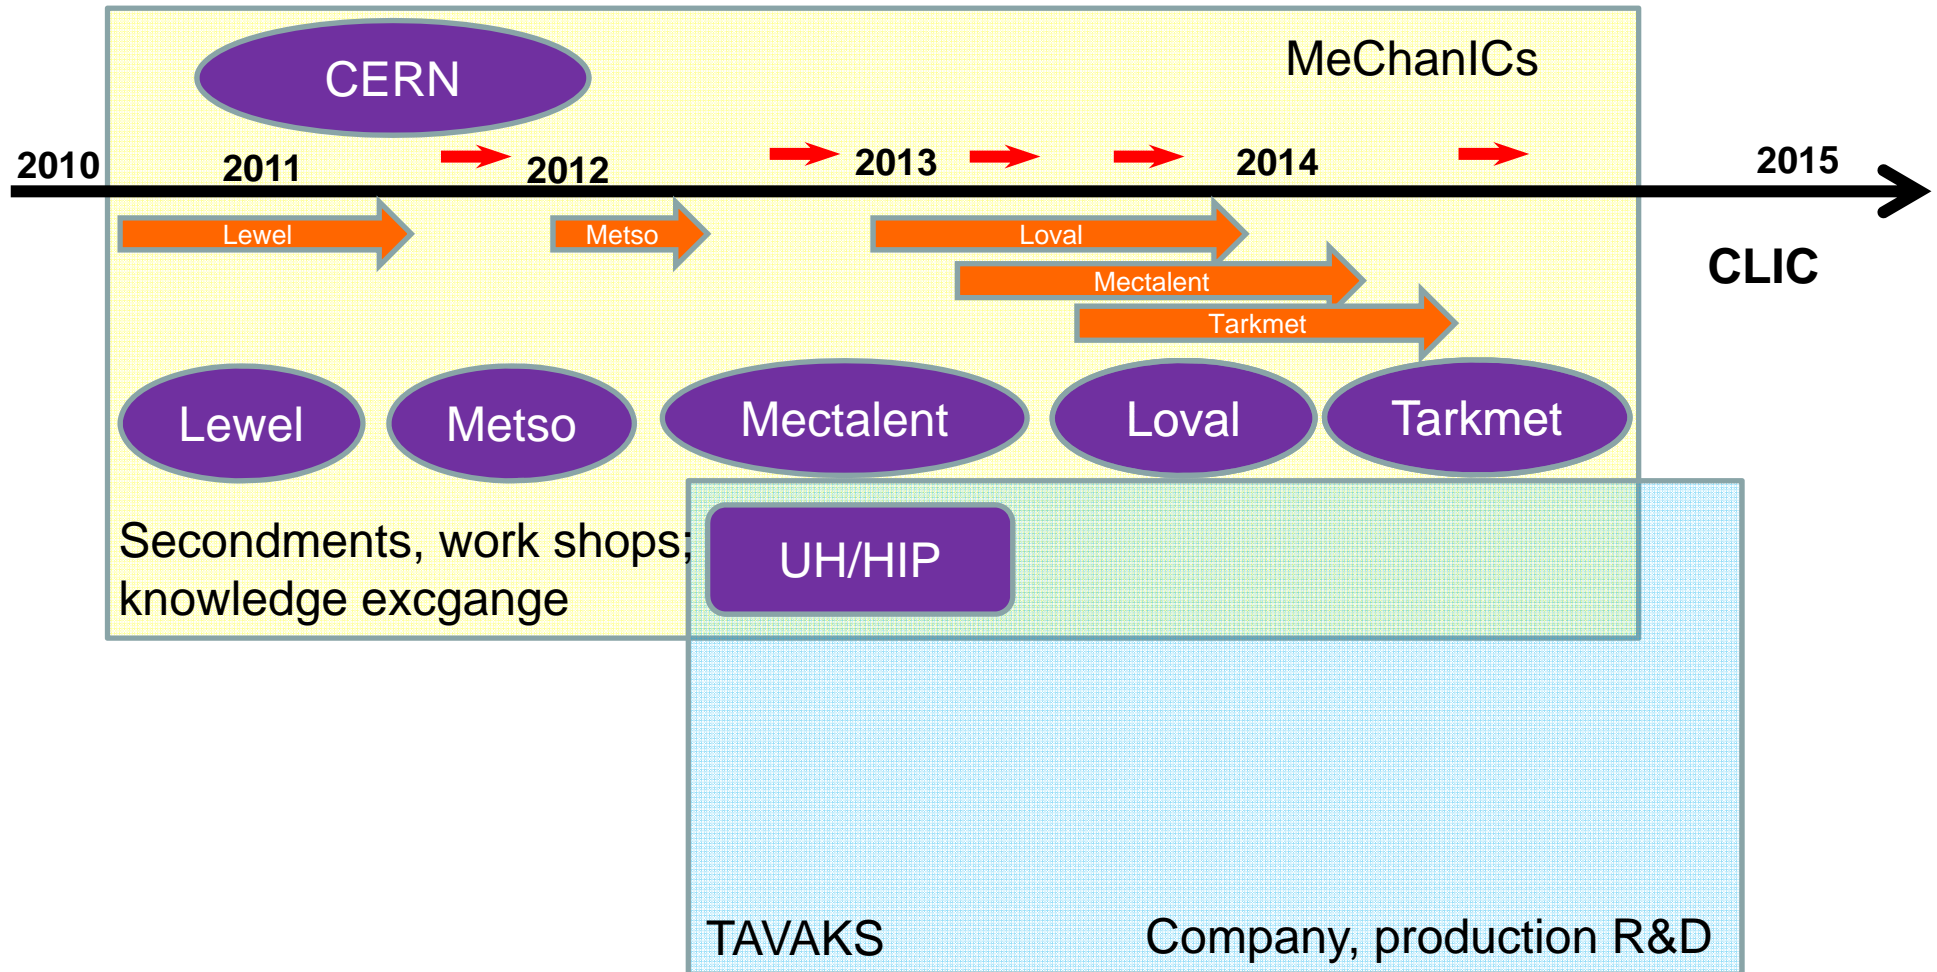 CERN
MeChanICs
2010
2011
2012
2013
2014
2015
Lewel
Metso
Loval
Mectalent
Tarkmet
CLIC
Lewel
Metso
Mectalent
Loval
Tarkmet
Secondments, work shops;
knowledge excgange
UH/HIP
TAVAKS
Company, production R&D